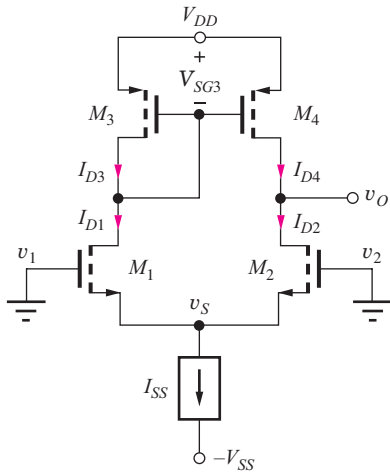 V_DD
+
V_SG3
−
M_3
M_4
I_D3
I_D4
v_O
I_D1
I_D2
v_1
v_2
M_1
M_2
v_S
I_SS
−V_SS